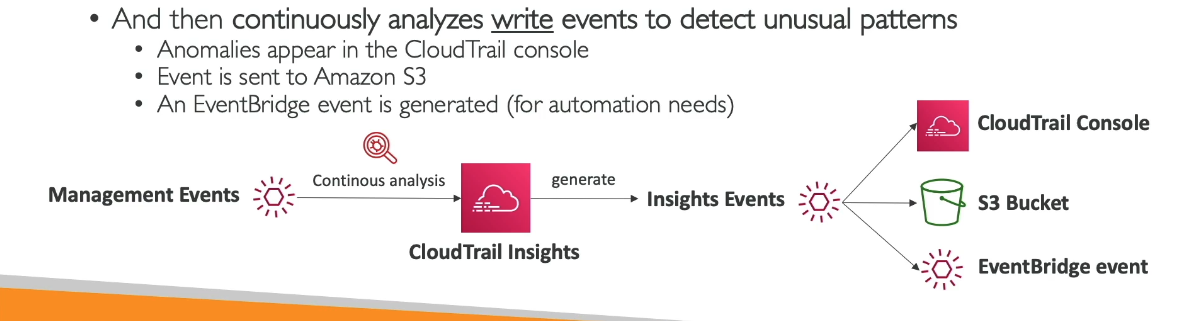 • And then continuously analyzes write events to detect unusual patterns
• Anomalies appear in the CloudTrail console
• Event is sent to Amazon S3
• An EventBridge event is generated (for automation needs)
CloudTrail Console
Continous analysis
generate
Management Events
Insights Events
S3 Bucket
CloudTrail Insights
EventBridge event